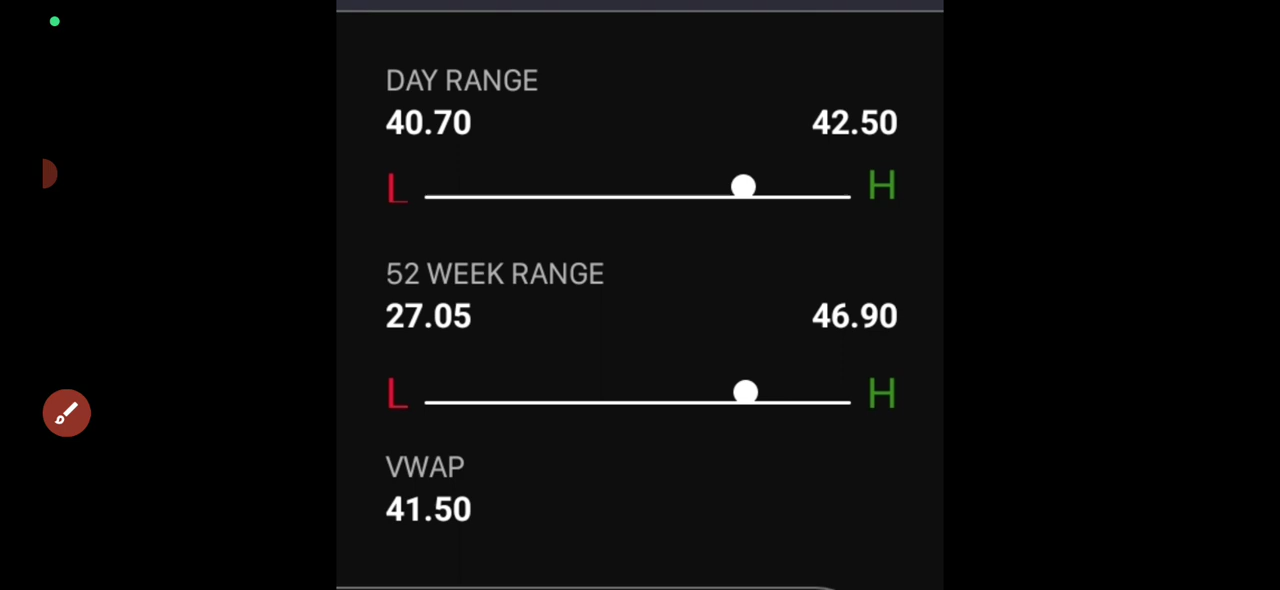 DAY RANGE
40.70 42.50
L H
52 WEEK RANGE
27.05 46.90
L H
VWAP
41.50